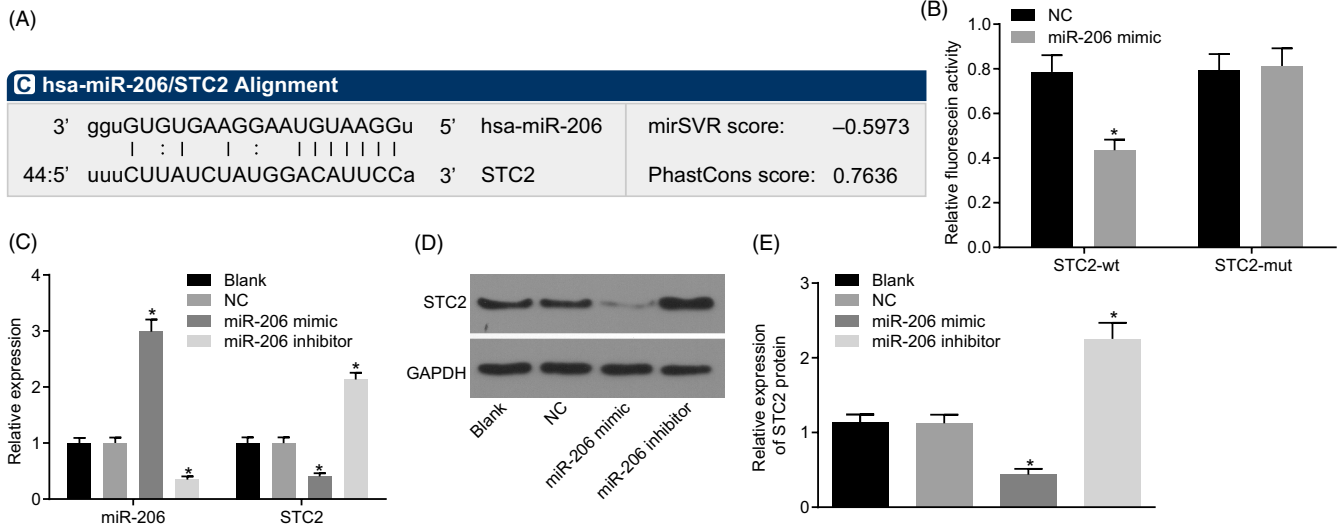 (A)
C hsa-miR-206/STC2 Alignment
3’ gguGUGUGAAGGAAUGUAAGGu 5’ hsa-miR-206
| : | | : | | | | | | |
44:5’ uuuCUUAUCUAUGGACAUUCCa 3’ STC2
mirSVR score: –0.5973
PhastCons score: 0.7636
(B)
NC
miR-206 mimic
Relative fluorescein activity
1.0
0.8
0.6
0.4
0.2
0.0
*
STC2-wt
STC2-mut
(C)
Blank
NC
miR-206 mimic
miR-206 inhibitor
Relative expression
4
3
2
1
0
*
*
*
*
miR-206
STC2
(D)
STC2
GAPDH
Blank
NC
miR-206 mimic
miR-206 inhibitor
(E)
Blank
NC
miR-206 mimic
miR-206 inhibitor
Relative expression
of STC2 protein
3
2
1
0
*
*